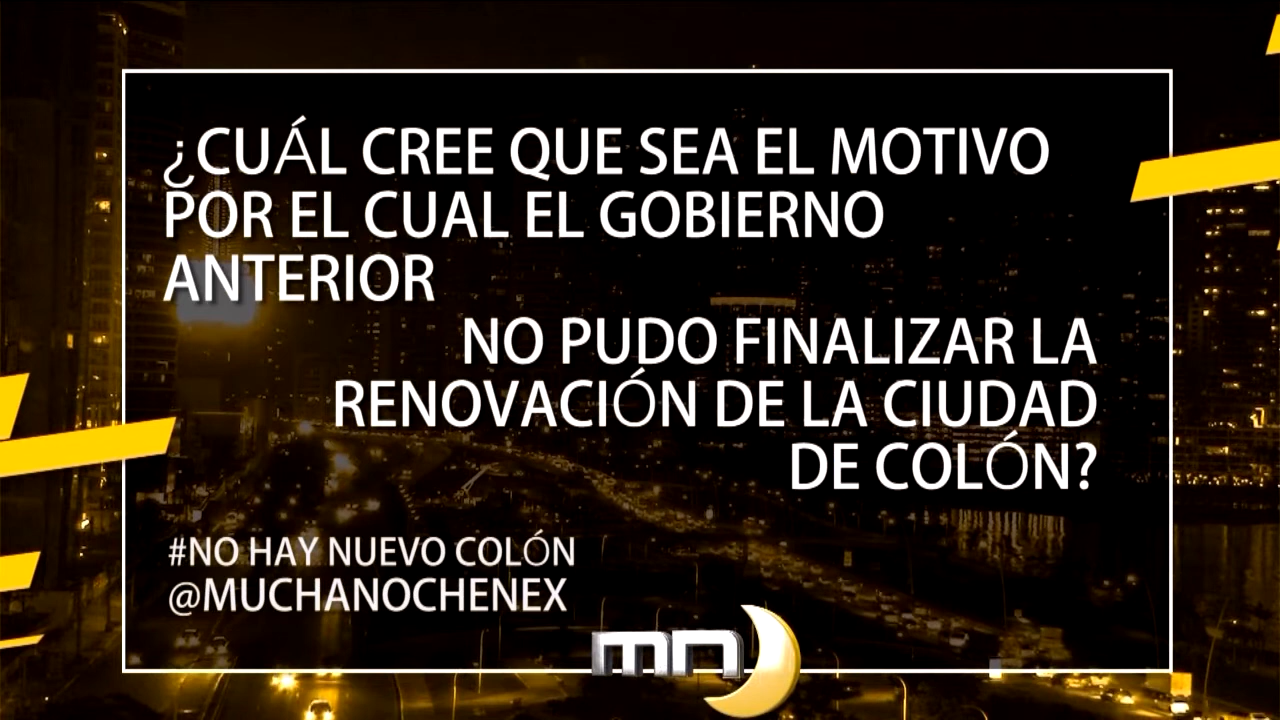 ¿CUÁL CREE QUE SEA EL MOTIVO
POR EL CUAL EL GOBIERNO
ANTERIOR
NO PUDO FINALIZAR LA
RENOVACIÓN DE LA CIUDAD
DE COLÓN?
#NO HAY NUEVO COLÓN
@MUCHANOCHENEX
mn